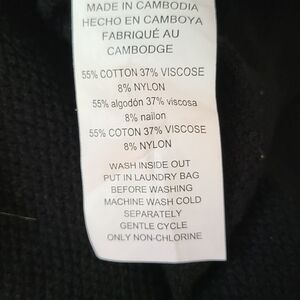 MADE IN CAMBODIA
HECHO EN CAMBOYA
FABRIQUÉ AU
CAMBODGE
55% COTTON 37% VISCOSE
8% NYLON
55% algodón 37% viscosa
8% nailon
55% COTON 37% VISCOSE
8% NYLON
WASH INSIDE OUT
PUT IN LAUNDRY BAG
BEFORE WASHING
MACHINE WASH COLD
SEPARATELY
GENTLE CYCLE
ONLY NON-CHLORINE